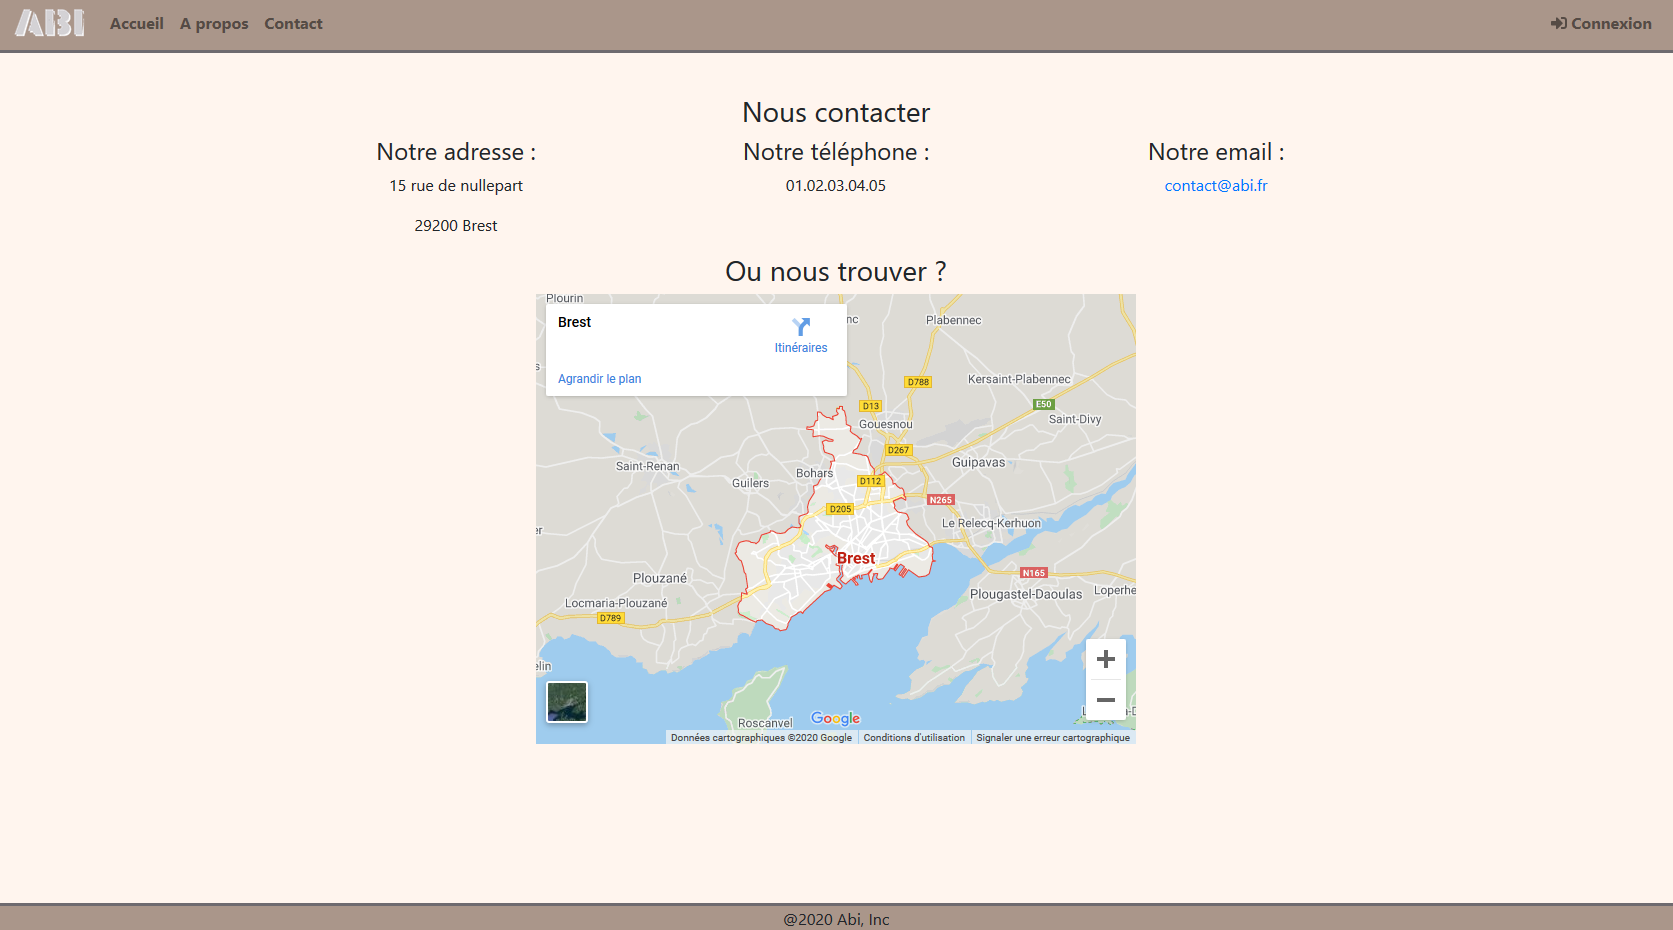 ABI Accueil A propos Contact Connexion
Nous contacter
Notre adresse : Notre téléphone : Notre email :
15 rue de nullepart 01.02.03.04.05 contact@abi.fr
29200 Brest
Ou nous trouver ?
Plourin
Brest
Itinéraires
Agrandir le plan
nc
Plabennec
s
D788
Kersaint-Plabennec
D13
E50
Gouesnou
Saint-Divy
D267
Saint-Renan
Guipavas
Bohars
Guilers
D112
N265
D205
Le Relecq-Kerhuon
er
Brest
N165
Plouzané
Plougastel-Daoulas
Loperhe
Locmaria-Plouzané
D789
elin
Roscanvel
Google
Données cartographiques ©2020 Google Conditions d'utilisation Signaler une erreur cartographique
@2020 Abi, Inc